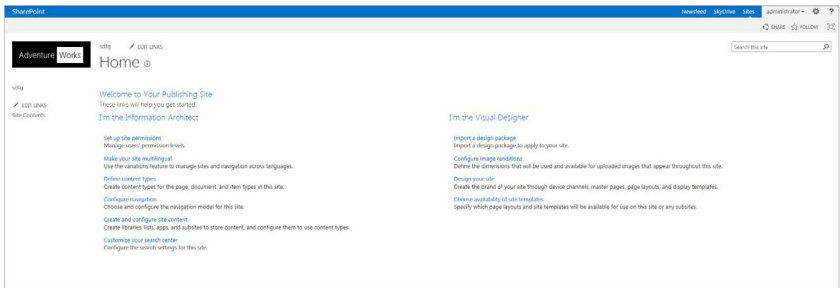 SharePoint
Newsfeed SkyDrive Sites administrator ?
SHARE FOLLOW
Adventure Works
sdfg EDIT LINKS
Home
Search this site
sdfg
EDIT LINKS
Site Contents
Welcome to Your Publishing Site
These links will help you get started.
I'm the Information Architect
Set up site permissions
Manage users' permission levels.
Make your site multilingual
Use the variations feature to manage sites and navigation across languages.
Define content types
Create content types for the page, document, and item types in this site.
Configure navigation
Choose and configure the navigation model for this site.
Create and configure site content
Create libraries, lists, apps, and subsites to store content, and configure them to use content types.
Customize your search center
Configure the search settings for this site.
I'm the Visual Designer
Import a design package
Import a design package to apply to your site.
Configure image renditions
Define the dimensions that will be used and available for uploaded images that appear throughout this site.
Design your site
Create the brand of your site through device channels, master pages, page layouts, and display templates.
Choose availability of site templates
Specify which page layouts and site templates will be available for use on this site or any subsites.